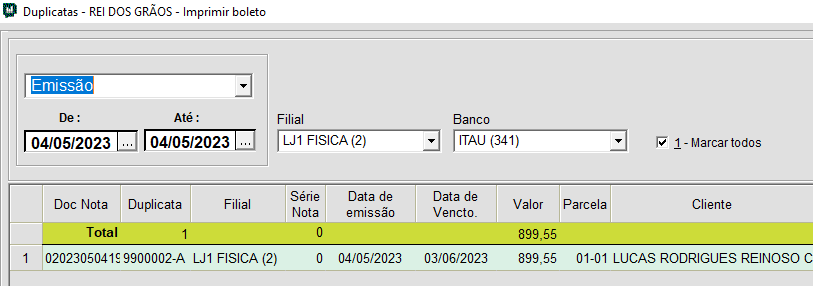 Duplicatas - REI DOS GRÃOS - Imprimir boleto
Emissão
De : Até :
04/05/2023 ... 04/05/2023 ...
Filial Banco
LJ1 FISICA (2) ITAU (341)
1 - Marcar todos
Doc Nota Duplicata Filial Série Nota Data de emissão Data de Vencto. Valor Parcela Cliente
Total 1 0 899,55
1 02023050419 9900002-A LJ1 FISICA (2) 0 04/05/2023 03/06/2023 899,55 01-01 LUCAS RODRIGUES REINOSO C